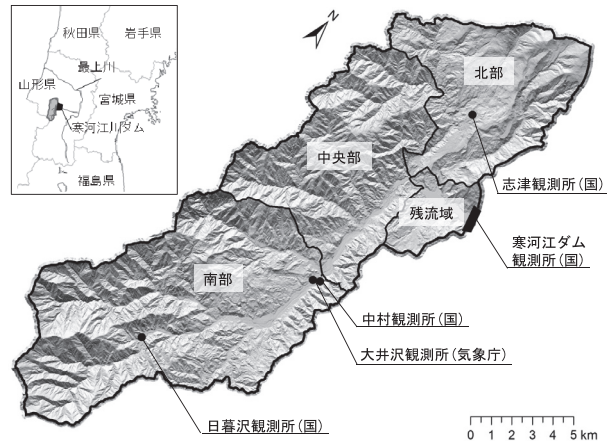 秋田県
岩手県
最上川
山形県
宮城県
寒河江川ダム
福島県
北部
中央部
志津観測所(国)
残流域
寒河江ダム
観測所(国)
南部
中村観測所(国)
大井沢観測所(気象庁)
日暮沢観測所(国)
0 1 2 3 4 5 km